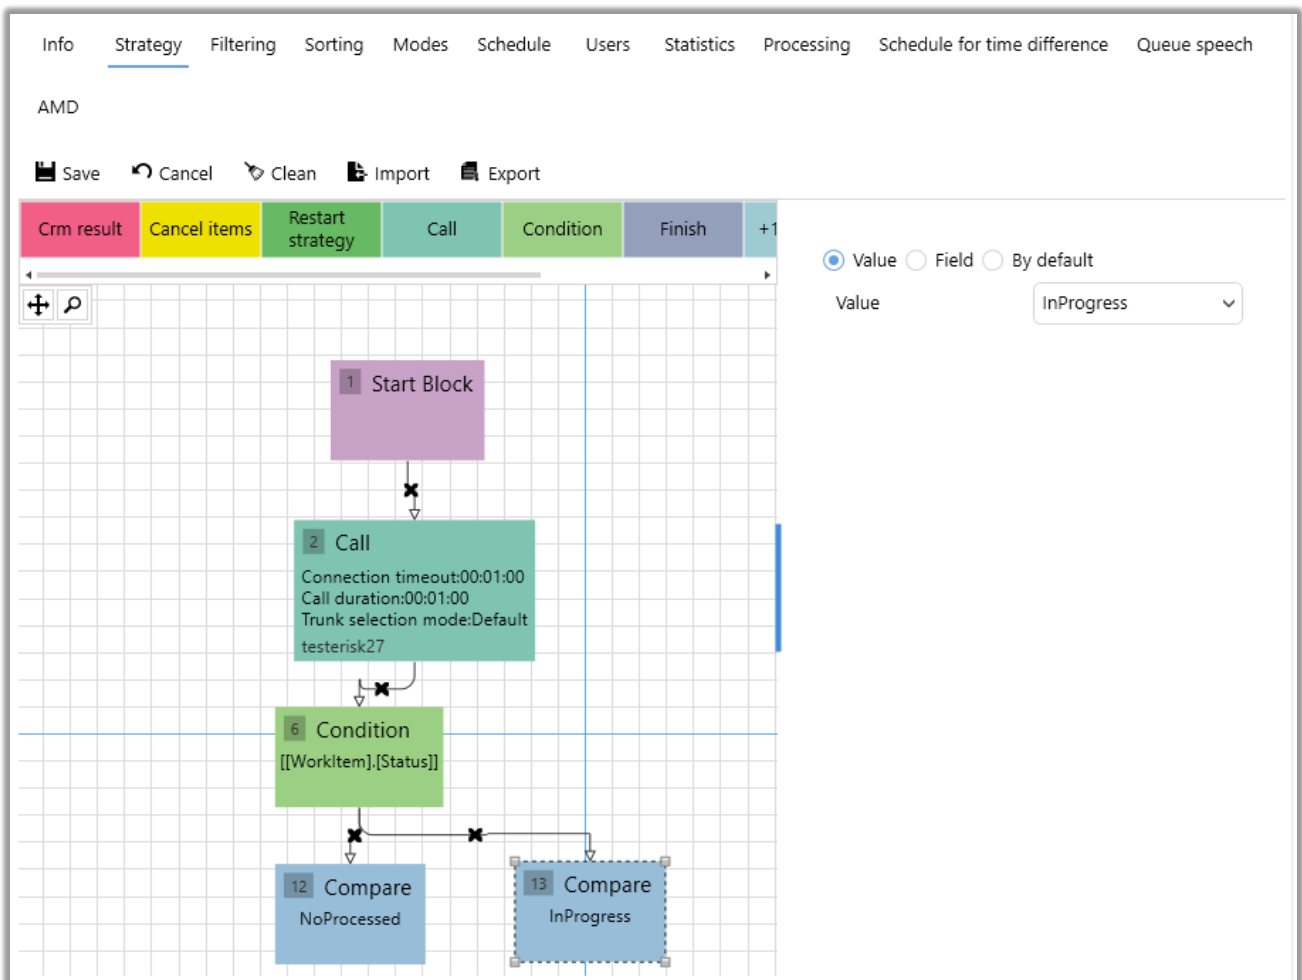 Info Strategy Filtering Sorting Modes Schedule Users Statistics Processing Schedule for time difference Queue speech
AMD
Save Cancel Clean Import Export
Crm result
Cancel items
Restart
strategy
Call
Condition
Finish
+1
Value Field By default
Value InProgress
1 Start Block
2 Call
Connection timeout:00:01:00
Call duration:00:01:00
Trunk selection mode:Default
testerisk27
6 Condition
[[WorkItem].[Status]]
12 Compare
NoProcessed
13 Compare
InProgress